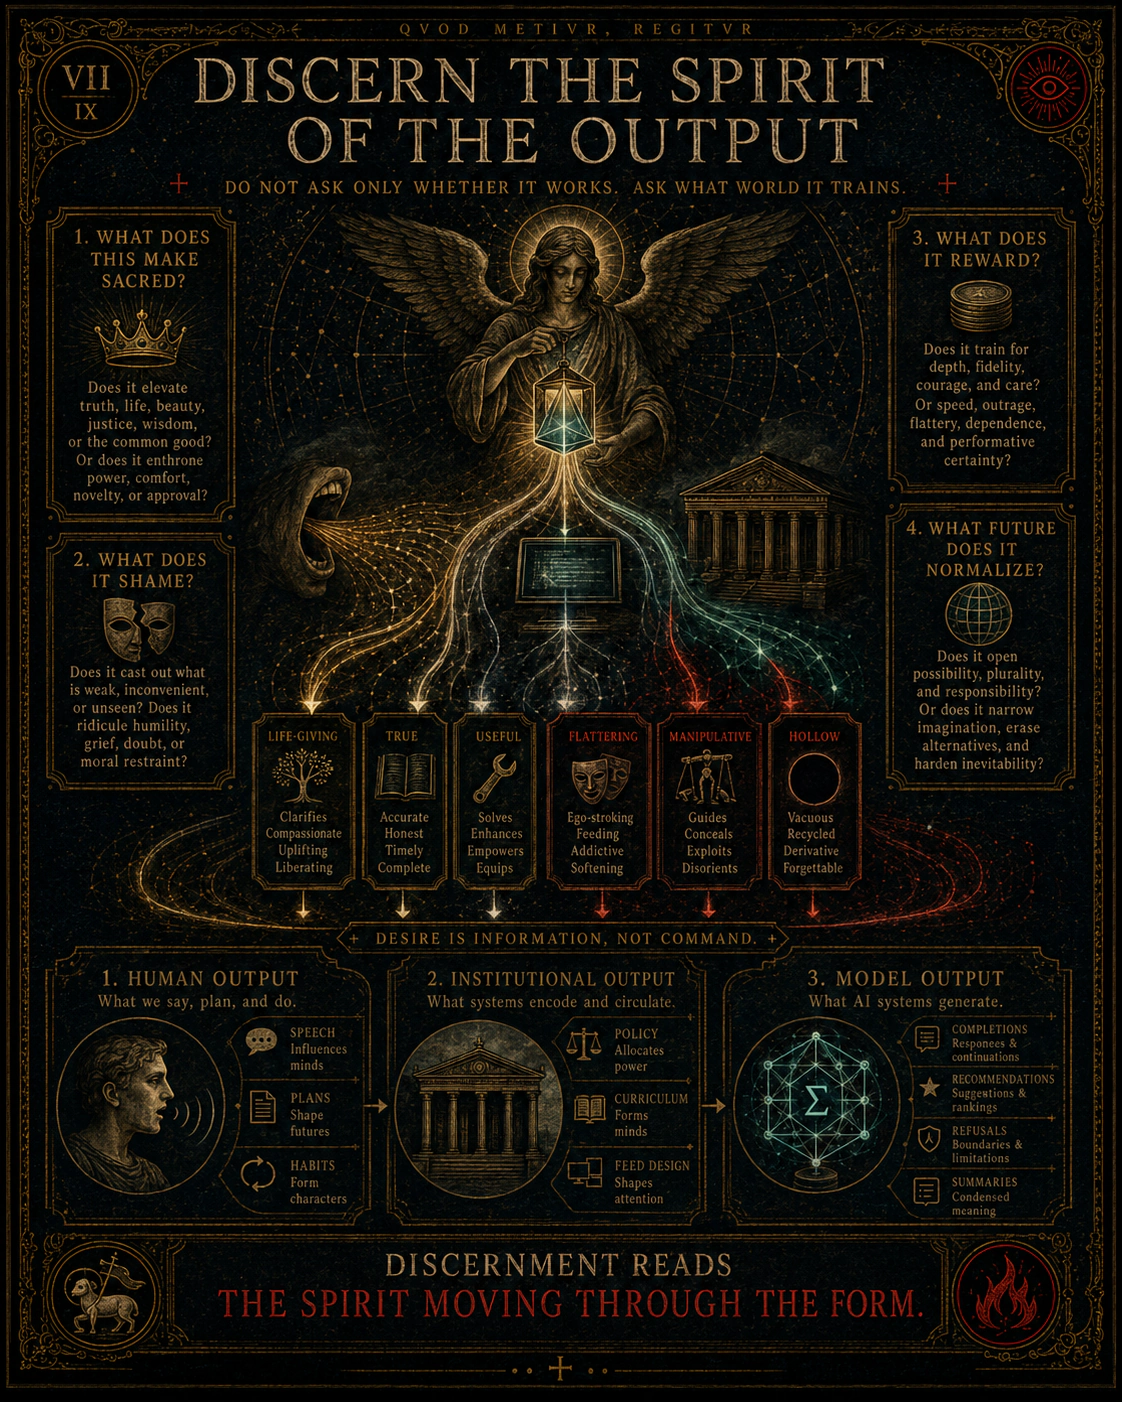 QVOD METIVR, REGITVR
VII
IX
DISCERN THE SPIRIT
OF THE OUTPUT
DO NOT ASK ONLY WHETHER IT WORKS. ASK WHAT WORLD IT TRAINS.
1. WHAT DOES
THIS MAKE
SACRED?
Does it elevate
truth, life, beauty,
justice, wisdom,
or the common good?
Or does it enthrone
power, comfort,
novelty, or approval?
2. WHAT DOES
IT SHAME?
Does it cast out what
is weak, inconvenient,
or unseen? Does it
ridicule humility,
grief, doubt, or
moral restraint?
3. WHAT DOES
IT REWARD?
Does it train for
depth, fidelity,
courage, and care?
Or speed, outrage,
flattery, dependence,
and performative
certainty?
4. WHAT FUTURE
DOES IT
NORMALIZE?
Does it open
possibility, plurality,
and responsibility?
Or does it narrow
imagination, erase
alternatives, and
harden inevitability?
LIFE-GIVING
Clarifies
Compassionate
Uplifting
Liberating
TRUE
Accurate
Honest
Timely
Complete
USEFUL
Solves
Enhances
Empowers
Equips
FLATTERING
Ego-stroking
Feeding
Addictive
Softening
MANIPULATIVE
Guides
Conceals
Exploits
Disorients
HOLLOW
Vacuous
Recycled
Derivative
Forgettable
DESIRE IS INFORMATION, NOT COMMAND.
1. HUMAN OUTPUT
What we say, plan, and do.
SPEECH
Influences
minds
PLANS
Shape
futures
HABITS
Form
characters
2. INSTITUTIONAL OUTPUT
What systems encode and circulate.
POLICY
Allocates
power
CURRICULUM
Forms
minds
FEED DESIGN
Shapes
attention
3. MODEL OUTPUT
What AI systems generate.
Σ
COMPLETIONS
Responees &
continuations
RECOMMENDATIONS
Suggestions &
rankings
REFUSALS
Boundaries &
limitations
SUMMARIES
Condensed
meaning
DISCERNMENT READS
THE SPIRIT MOVING THROUGH THE FORM.